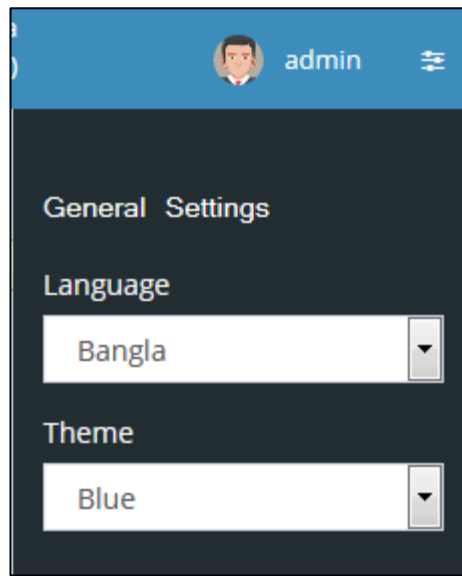 a
) admin
General Settings
Language
Bangla
Theme
Blue